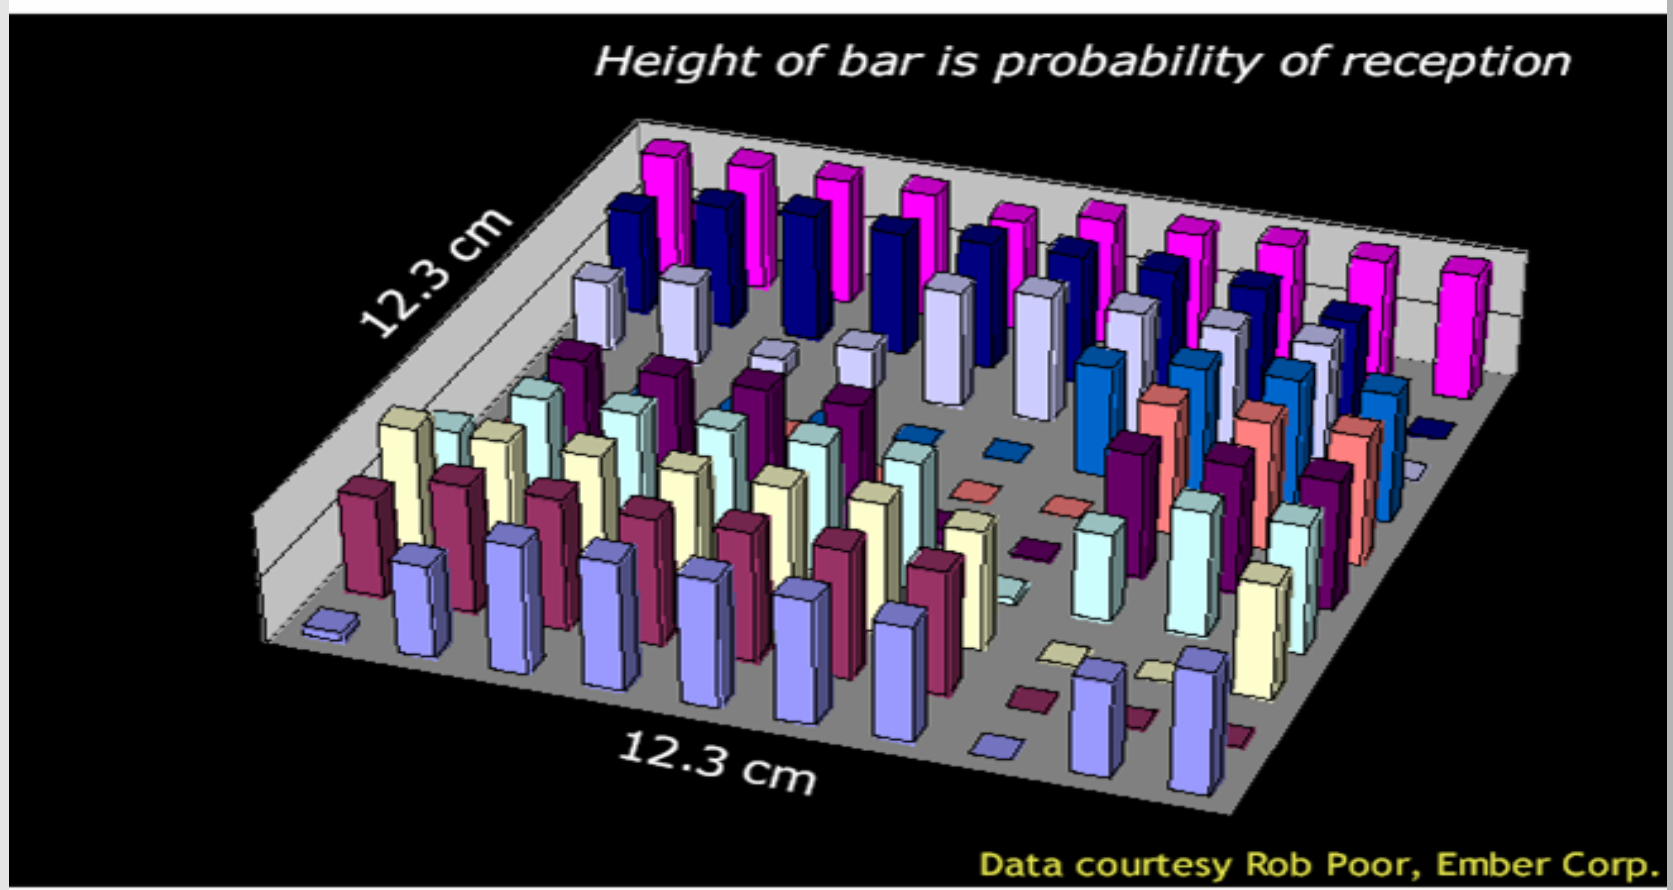 Height of bar is probability of reception
12.3 cm
12.3 cm
Data courtesy Rob Poor, Ember Corp.